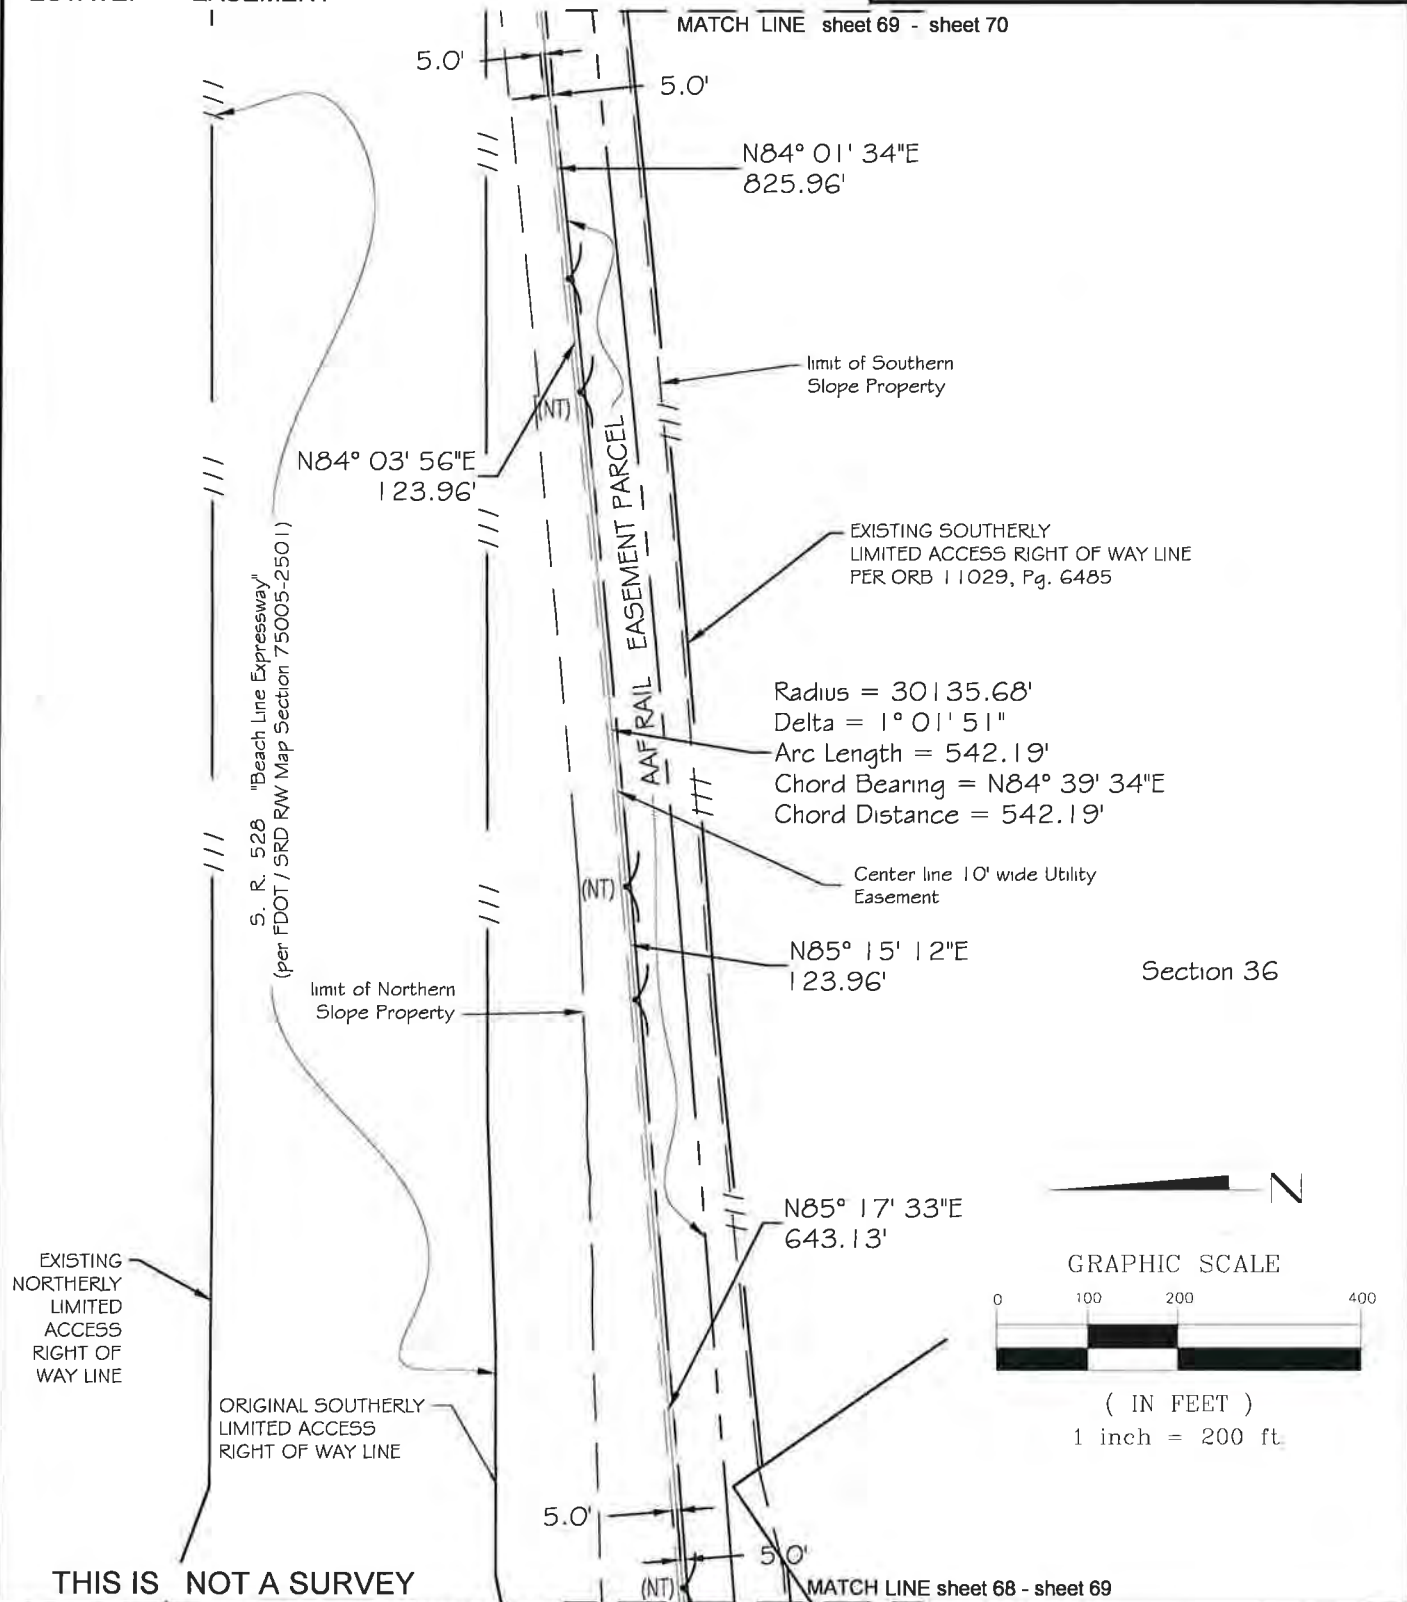 MATCH LINE sheet 69 - sheet 70
5.0'
5.0'
N84° 01' 34"E
825.96'
limit of Southern
Slope Property
(NT)
N84° 03' 56"E
123.96'
AAF RAIL EASEMENT PARCEL
EXISTING SOUTHERLY
LIMITED ACCESS RIGHT OF WAY LINE
PER ORB 11029, Pg. 6485
S. R. 528 "Beach Line Expressway"
(per FDOT / SRD R/W Map Section 75005-2501)
Radius = 30135.68'
Delta = 1° 01' 51"
Arc Length = 542.19'
Chord Bearing = N84° 39' 34"E
Chord Distance = 542.19'
Center line 10' wide Utility
Easement
(NT)
N85° 15' 12"E
123.96'
Section 36
limit of Northern
Slope Property
N
N85° 17' 33"E
643.13'
EXISTING
NORTHERLY
LIMITED
ACCESS
RIGHT OF
WAY LINE
GRAPHIC SCALE
0 100 200 400
( IN FEET )
1 inch = 200 ft.
ORIGINAL SOUTHERLY
LIMITED ACCESS
RIGHT OF WAY LINE
5.0'
5.0'
THIS IS NOT A SURVEY
(NT)
MATCH LINE sheet 68 - sheet 69